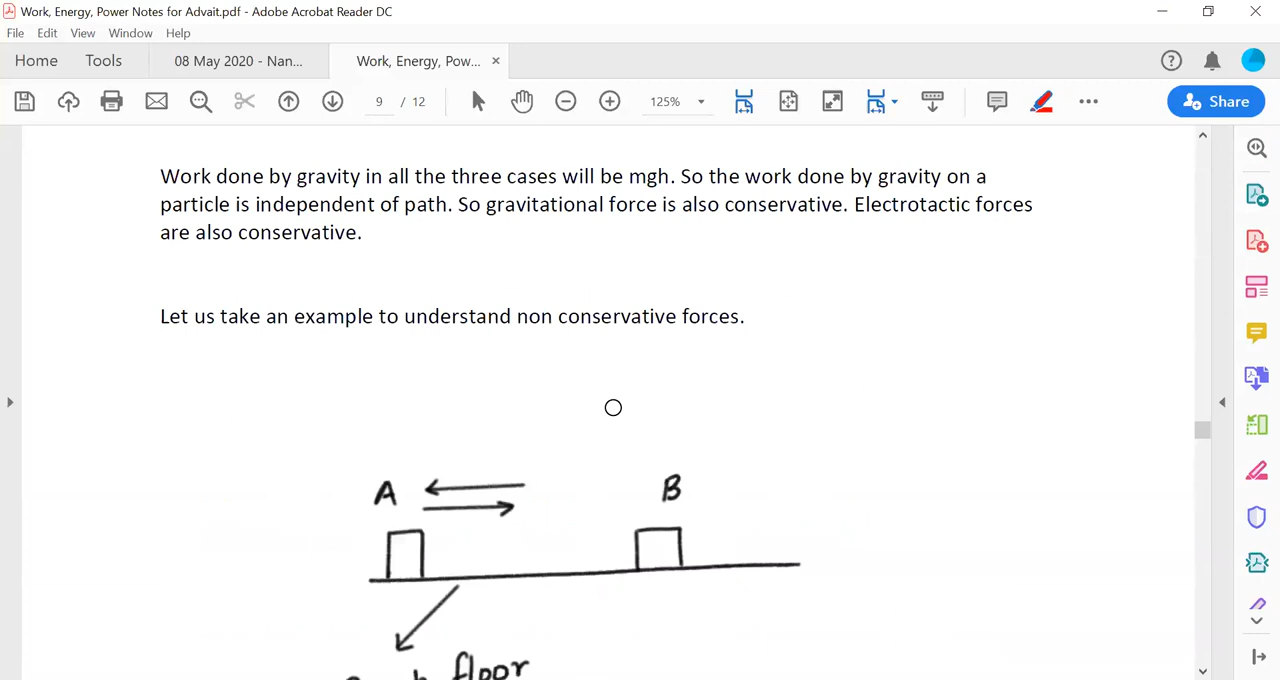 Work, Energy, Power Notes for Advait.pdf - Adobe Acrobat Reader DC
File Edit View Window Help
Home Tools 08 May 2020 - Nan... Work, Energy, Pow... ×
9 / 12 125% Share
Work done by gravity in all the three cases will be mgh. So the work done by gravity on a
particle is independent of path. So gravitational force is also conservative. Electrotactic forces
are also conservative.
Let us take an example to understand non conservative forces.
A B
floor